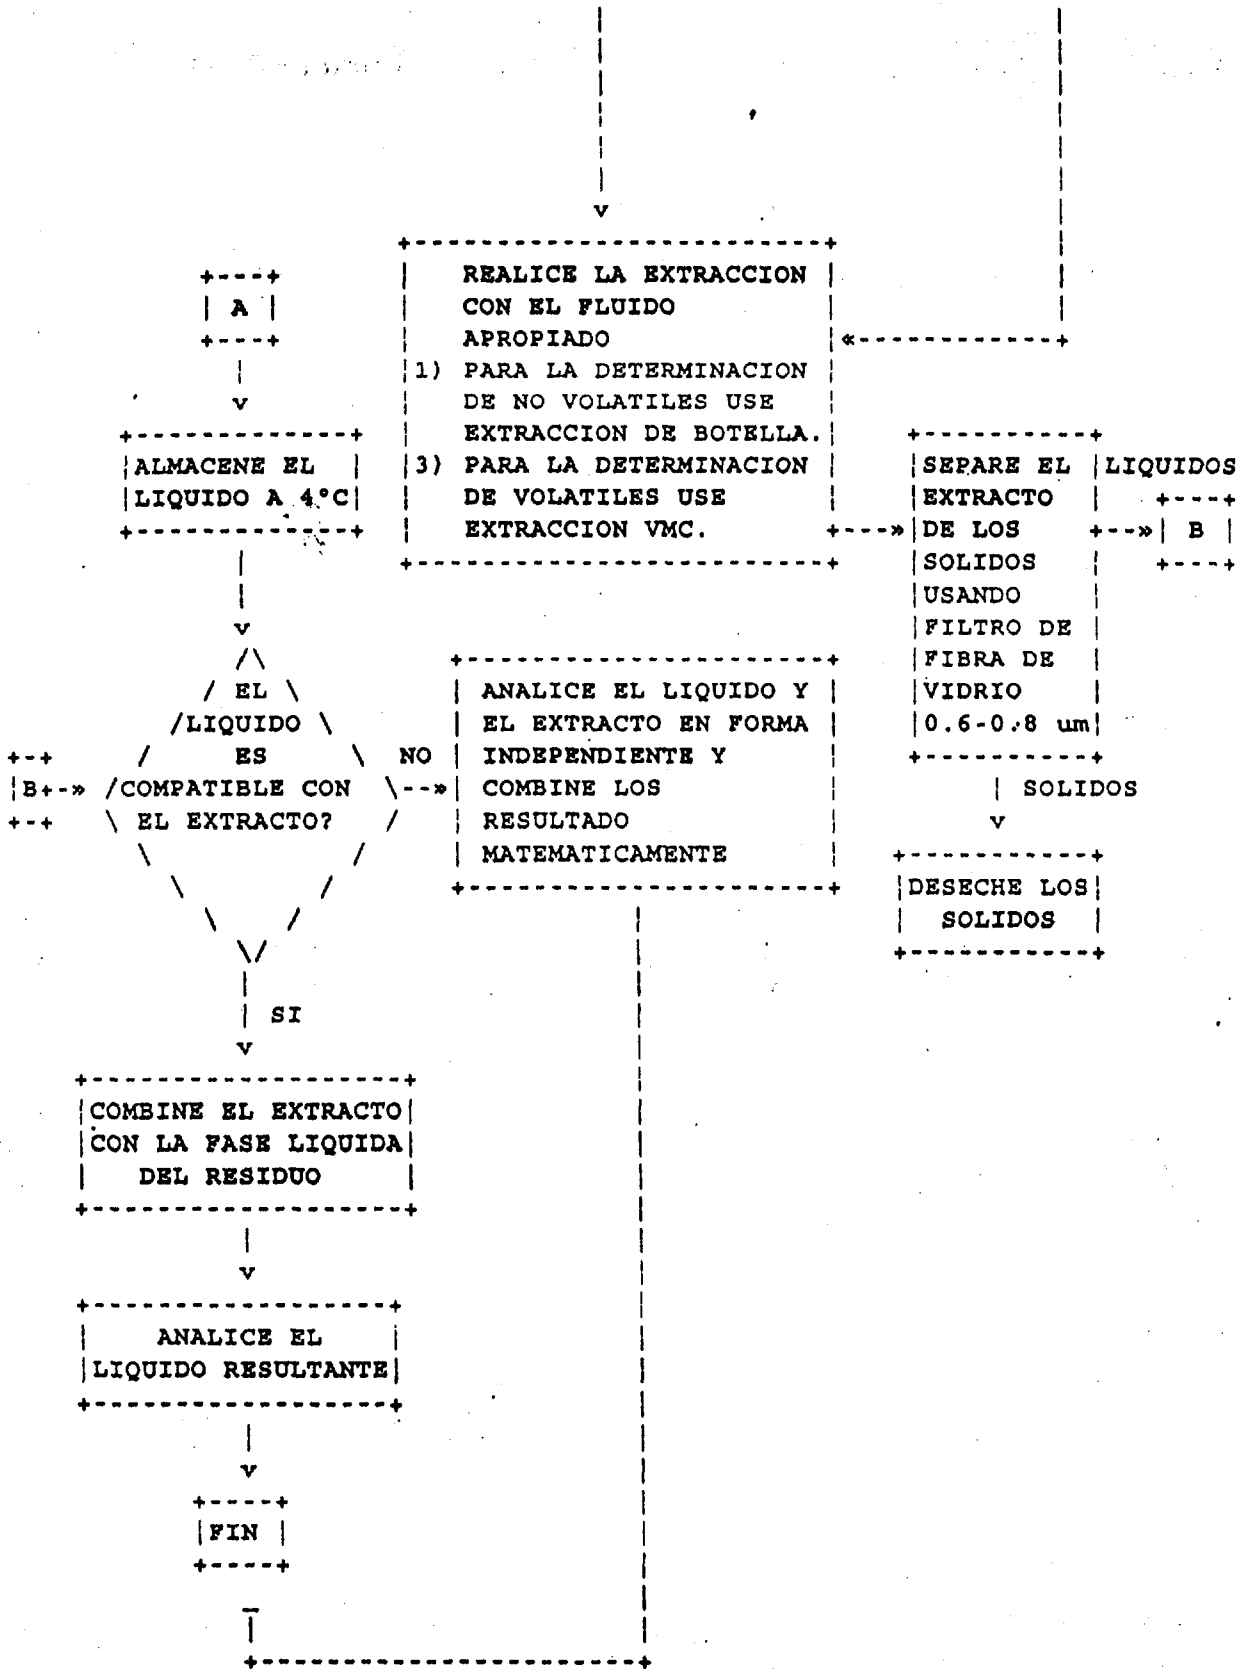 REALICE LA EXTRACCION
CON EL FLUIDO
APROPIADO
1) PARA LA DETERMINACION
DE NO VOLATILES USE
EXTRACCION DE BOTELLA.
3) PARA LA DETERMINACION
DE VOLATILES USE
EXTRACCION VMC.
A
ALMACENE EL
LIQUIDO A 4°C
SEPARE EL
EXTRACTO
DE LOS
SOLIDOS
USANDO
FILTRO DE
FIBRA DE
VIDRIO
0.6-0.8 um
LIQUIDOS
B
SOLIDOS
DESECHE LOS
SOLIDOS
B
EL
LIQUIDO
ES
COMPATIBLE CON
EL EXTRACTO?
NO
ANALICE EL LIQUIDO Y
EL EXTRACTO EN FORMA
INDEPENDIENTE Y
COMBINE LOS
RESULTADO
MATEMATICAMENTE
SI
COMBINE EL EXTRACTO
CON LA FASE LIQUIDA
DEL RESIDUO
ANALICE EL
LIQUIDO RESULTANTE
FIN